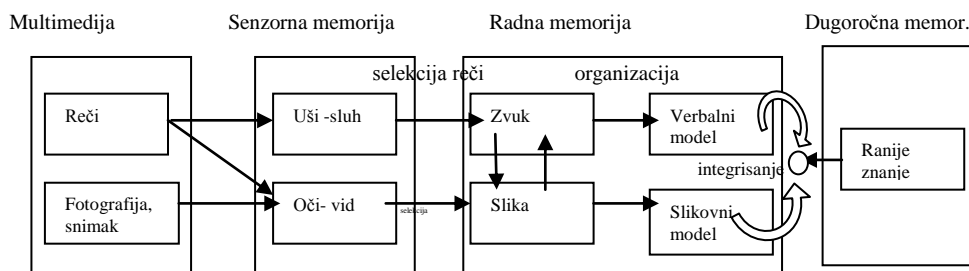 Multimedija
Senzorna memorija
Radna memorija
Dugoročna memor.
selekcija reči
organizacija
Reči
Uši -sluh
Zvuk
Verbalni
model
integrisanje
Ranije
znanje
Fotografija,
snimak
Oči- vid
selekcija
Slika
Slikovni
model